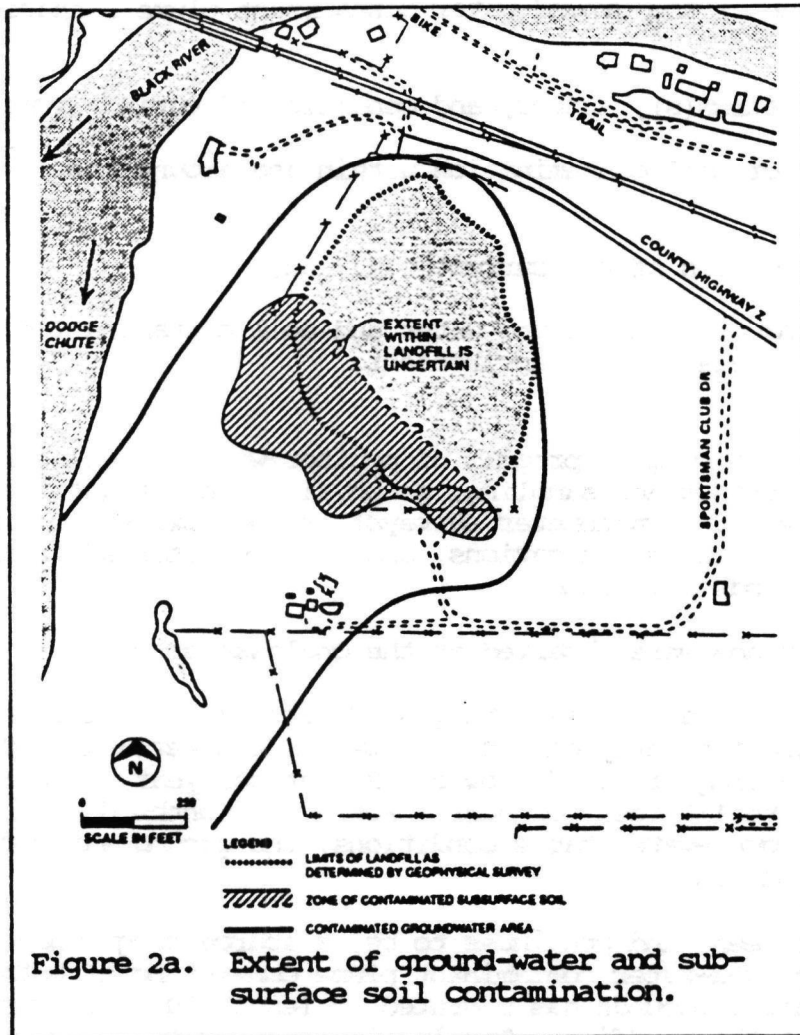 BIKE
TRAIL
BLACK RIVER
COUNTY HIGHWAY Z
DODGE
CHUTE
EXTENT
WITHIN
LANDFILL IS
UNCERTAIN
SPORTSMAN CLUB DR
N
0 250
SCALE IN FEET
LEGEND
LIMITS OF LANDFILL AS
DETERMINED BY GEOPHYSICAL SURVEY
ZONE OF CONTAMINATED SUBSURFACE SOIL
CONTAMINATED GROUNDWATER AREA
Figure 2a. Extent of ground-water and sub-
surface soil contamination.